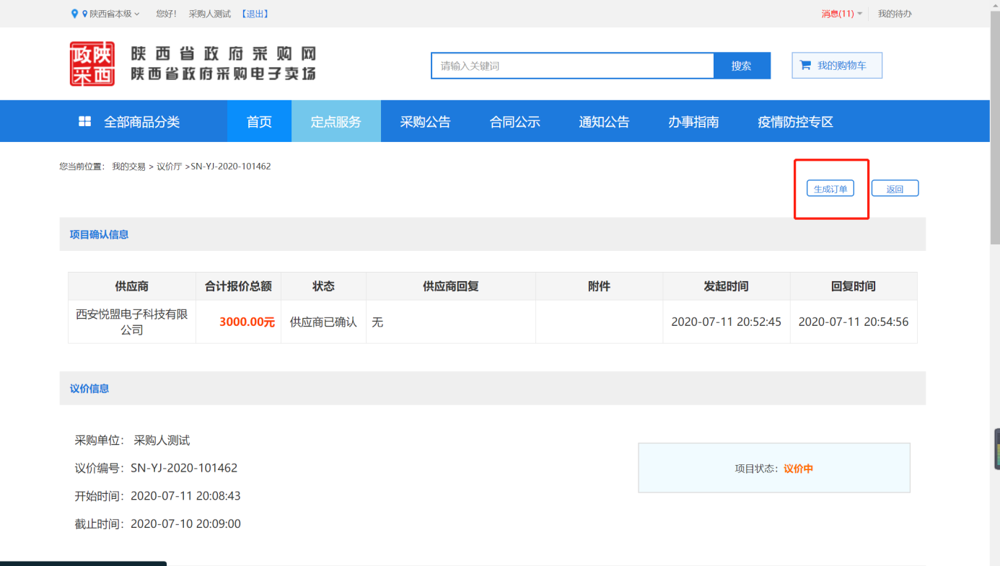 陕西省本级 您好！ 采购人测试 【退出】 消息(11) 我的待办
政陕
采西
陕西省政府采购网
陕西省政府采购电子卖场
请输入关键词 搜索 我的购物车
全部商品分类 首页 定点服务 采购公告 合同公示 通知公告 办事指南 疫情防控专区
您当前位置： 我的交易 > 议价厅 >SN-YJ-2020-101462
生成订单 返回
项目确认信息
供应商 合计报价总额 状态 供应商回复 附件 发起时间 回复时间
西安悦盟电子科技有限
公司 3000.00元 供应商已确认 无 2020-07-11 20:52:45 2020-07-11 20:54:56
议价信息
采购单位： 采购人测试
议价编号：SN-YJ-2020-101462
项目状态：议价中
开始时间：2020-07-11 20:08:43
截止时间：2020-07-10 20:09:00